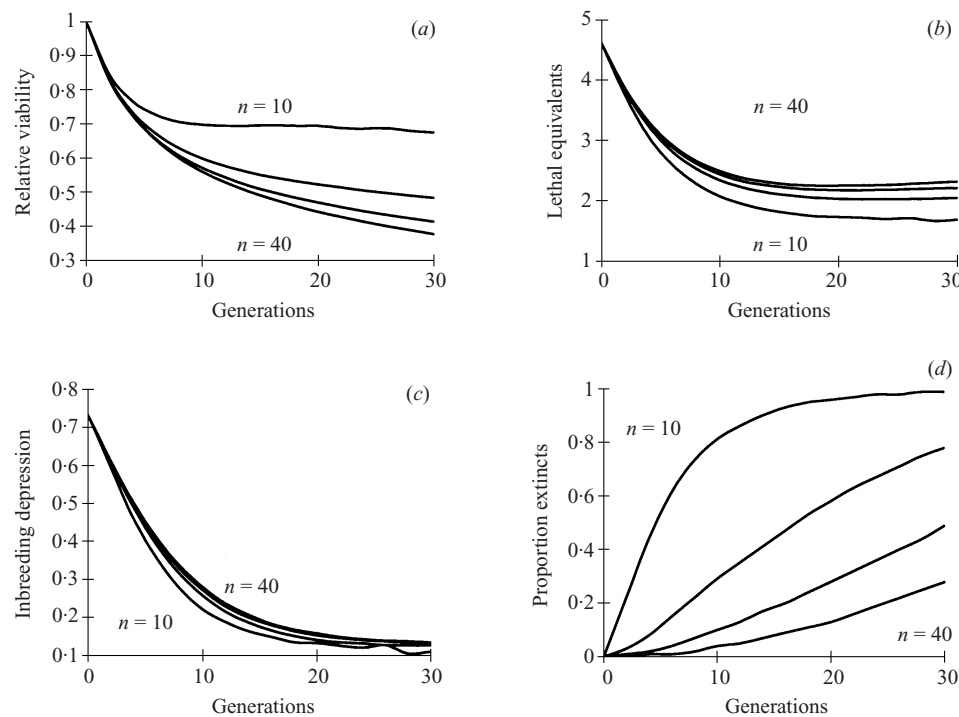 (a)
Relative viability
1
0·9
0·8
0·7
0·6
0·5
0·4
0·3
n = 10
n = 40
0 10 20 30
Generations
(b)
Lethal equivalents
5
4
3
2
1
n = 40
n = 10
0 10 20 30
Generations
(c)
Inbreeding depression
0·8
0·7
0·6
0·5
0·4
0·3
0·2
0·1
n = 40
n = 10
0 10 20 30
Generations
(d)
Proportion extincts
1
0·8
0·6
0·4
0·2
0
n = 10
n = 40
0 10 20 30
Generations